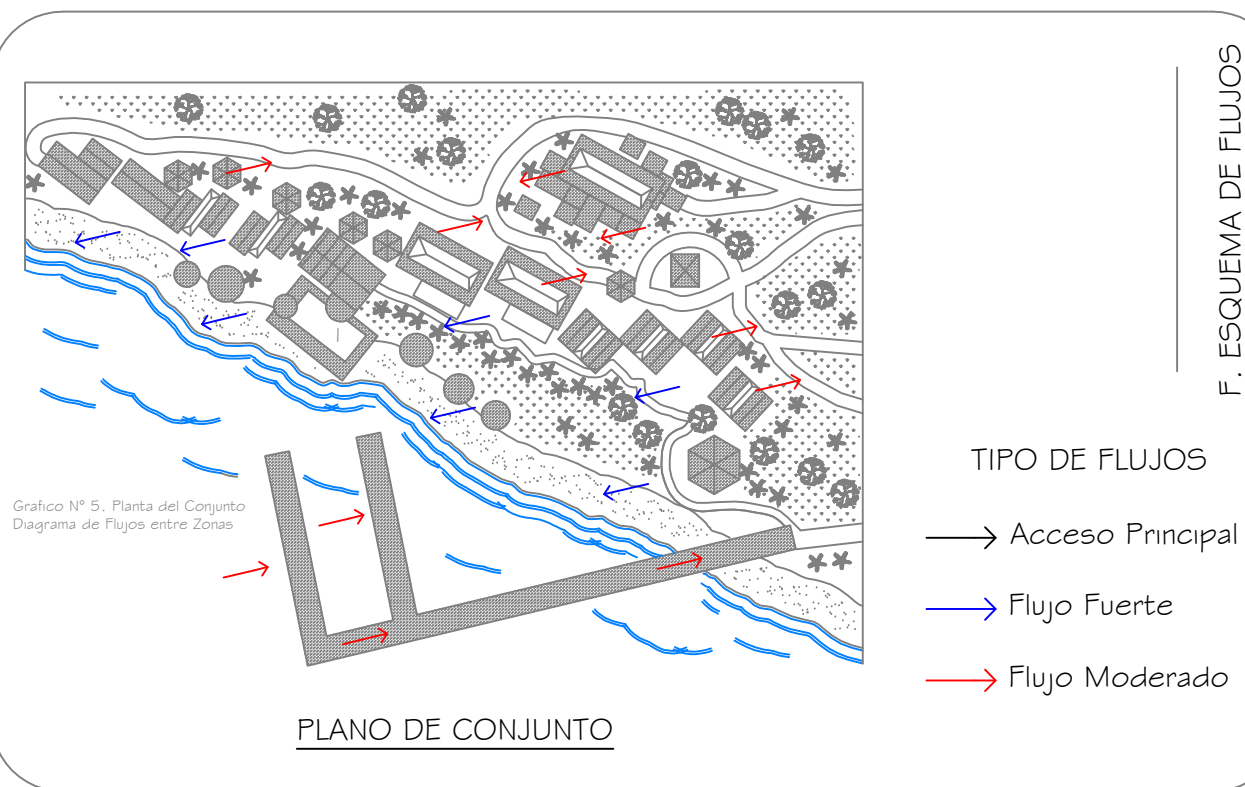 F. ESQUEMA DE FLUJOS
TIPO DE FLUJOS
Acceso Principal
Flujo Fuerte
Flujo Moderado
Grafico Nº 5. Planta del Conjunto
Diagrama de Flujos entre Zonas
PLANO DE CONJUNTO